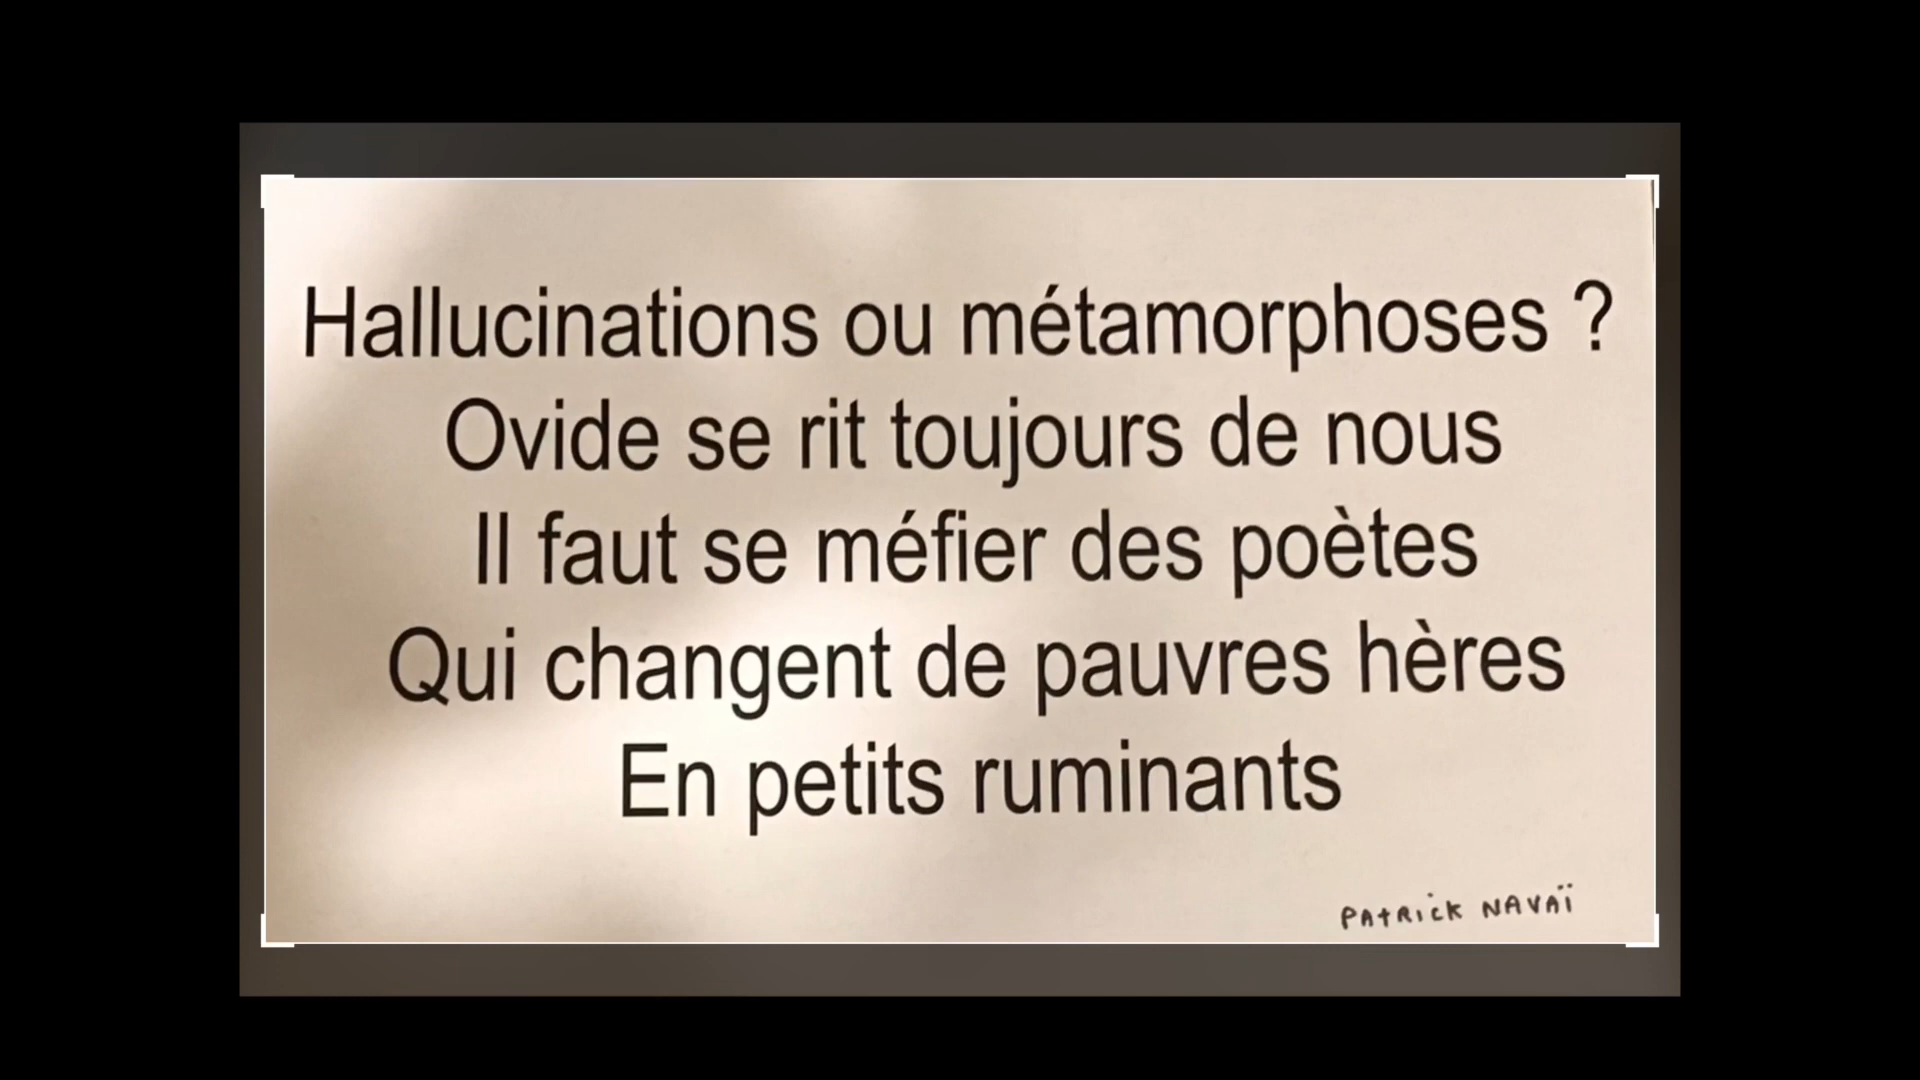 Hallucinations ou métamorphoses ?
Ovide se rit toujours de nous
Il faut se méfier des poètes
Qui changent de pauvres hères
En petits ruminants
PATRICK NAVAÏ